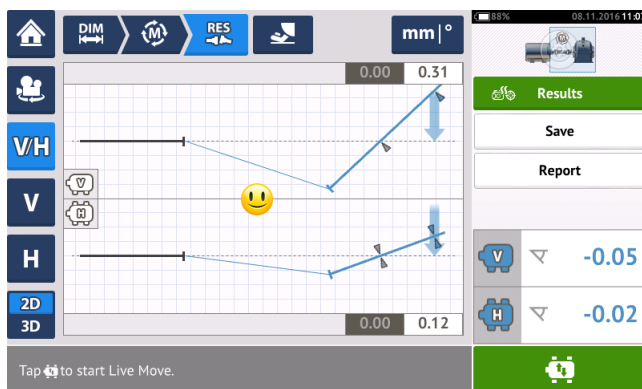 88% 08.11.2016 11:07
DIM M RES mm|°
0.00 0.31
Results
Save
V/H
Report
V
H
V
H
V -0.05
2D
3D
H -0.02
0.00 0.12
Tap to start Live Move.